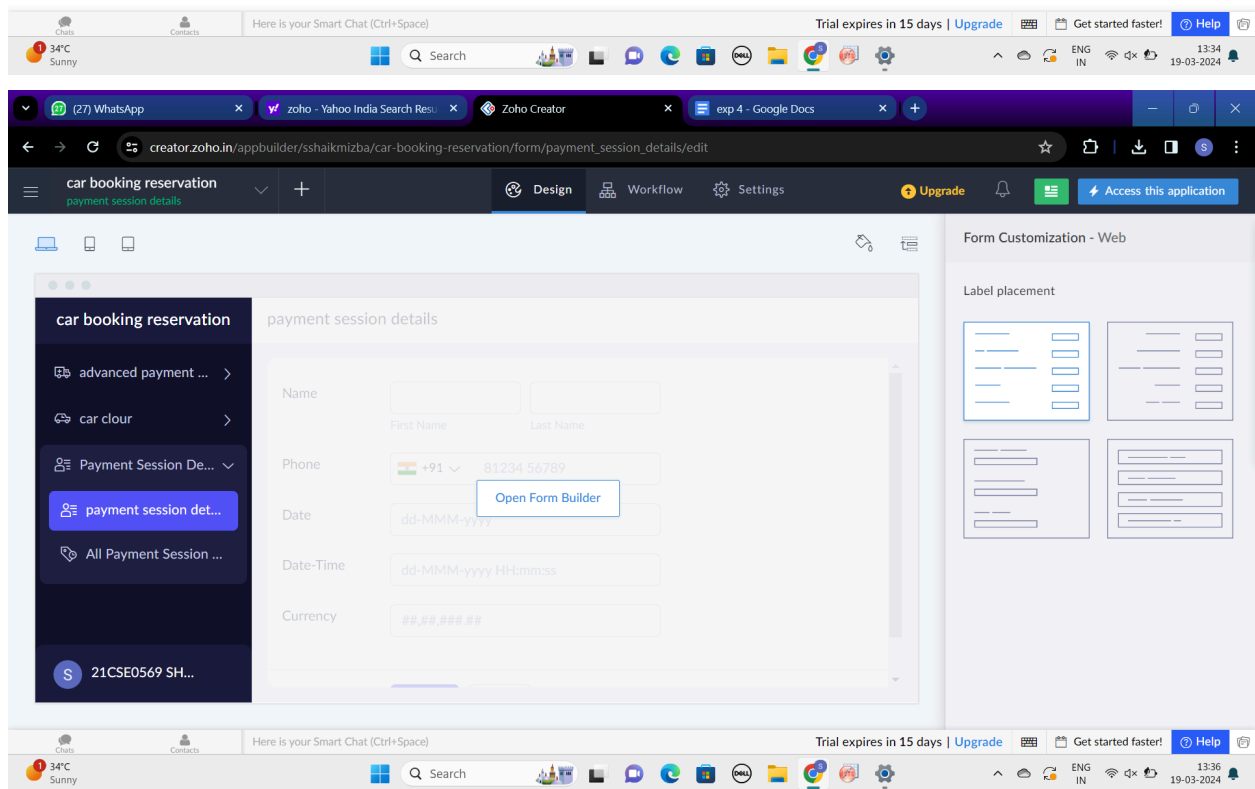 Chats
Contacts
Here is your Smart Chat (Ctrl+Space)
Trial expires in 15 days | Upgrade
Get started faster!
Help
1
34°C
Sunny
Search
DELL
S
ENG
IN
13:34
19-03-2024
27
(27) WhatsApp
zoho - Yahoo India Search Resu
Zoho Creator
exp 4 - Google Docs
creator.zoho.in/appbuilder/sshaikmizba/car-booking-reservation/form/payment_session_details/edit
S
car booking reservation
payment session details
Design
Workflow
Settings
Upgrade
Access this application
Form Customization - Web
Label placement
car booking reservation
advanced payment ...
car clour
Payment Session De...
payment session det...
All Payment Session ...
S
21CSE0569 SH...
payment session details
Name
First Name
Last Name
Phone
+91
81234 56789
Open Form Builder
Date
dd-MMM-yyyy
Date-Time
dd-MMM-yyyy HH:mm:ss
Currency
##,##,###.##
Chats
Contacts
Here is your Smart Chat (Ctrl+Space)
Trial expires in 15 days | Upgrade
Get started faster!
Help
1
34°C
Sunny
Search
DELL
S
ENG
IN
13:36
19-03-2024